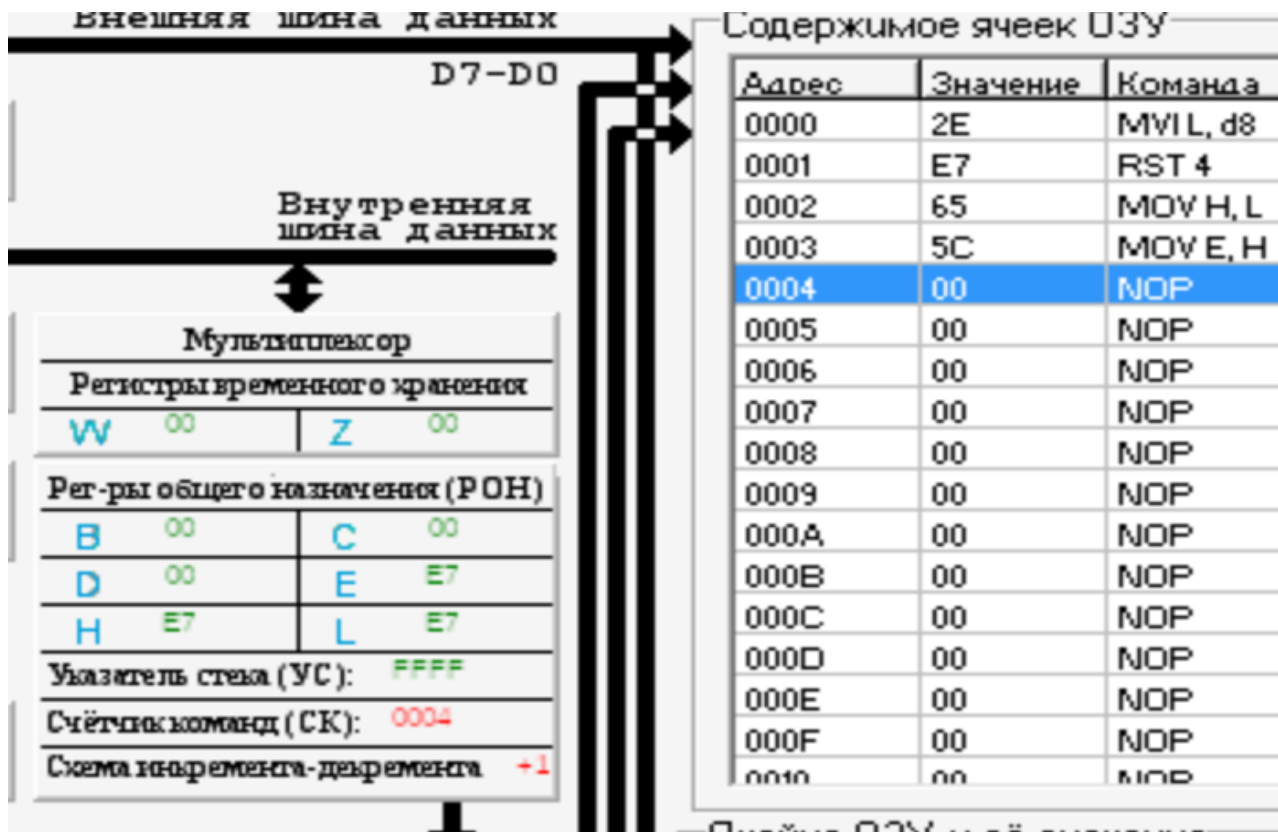 Внешняя шина данных
D7-D0
Внутренняя
шина данных
Мультиплексор
Регистры временного хранения
W 00 Z 00
Рег-ры общего назначения (РОН)
B 00 C 00
D 00 E E7
H E7 L E7
Указатель стека (УС): FFFF
Счётчик команд (СК): 0004
Схема инкремента-декремента +1
Содержимое ячеек ОЗУ
Адрес Значение Команда
0000 2E MVI L, d8
0001 E7 RST 4
0002 65 MOV H, L
0003 5C MOV E, H
0004 00 NOP
0005 00 NOP
0006 00 NOP
0007 00 NOP
0008 00 NOP
0009 00 NOP
000A 00 NOP
000B 00 NOP
000C 00 NOP
000D 00 NOP
000E 00 NOP
000F 00 NOP
0010 00 NOP